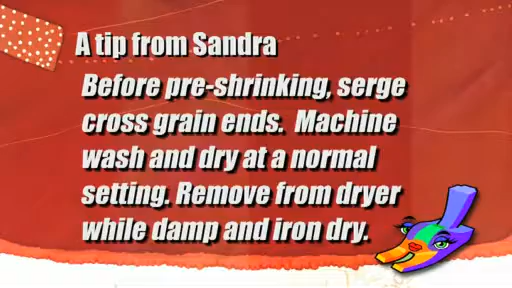 A tip from Sandra
Before pre-shrinking, serge
cross grain ends. Machine
wash and dry at a normal
setting. Remove from dryer
while damp and iron dry.